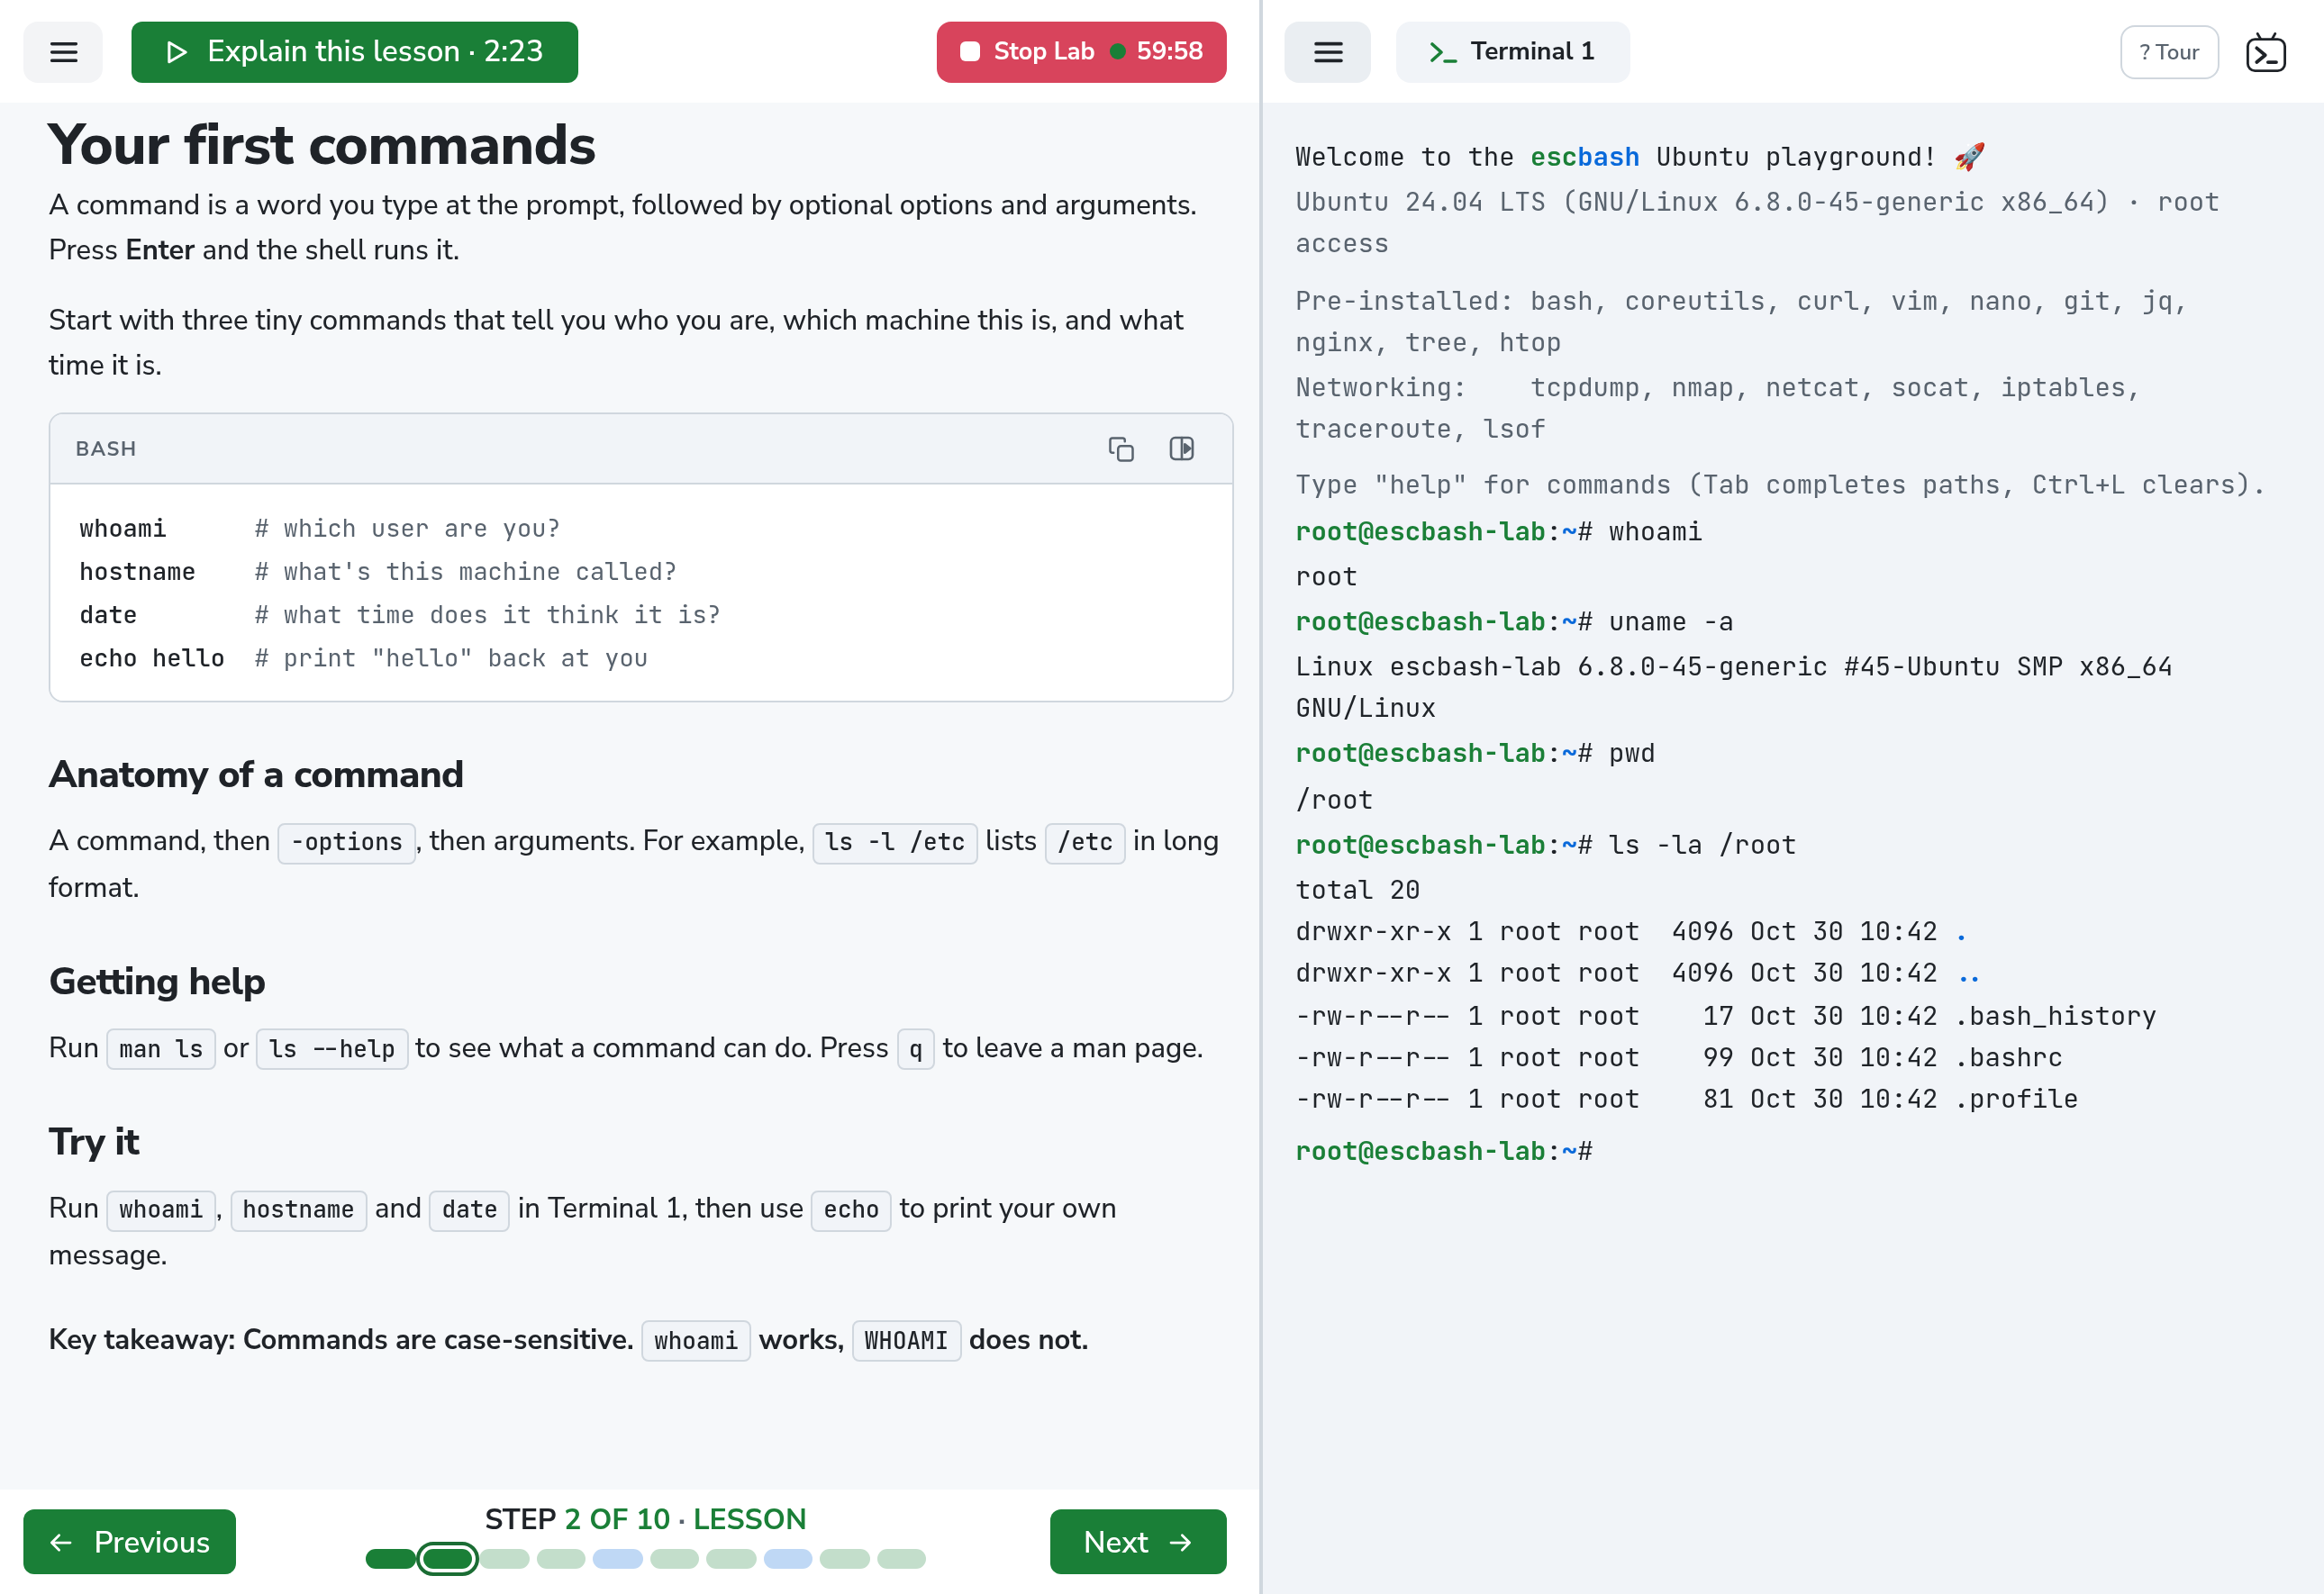 Explain this lesson · 2:23
Stop Lab 59:58
Your first commands
A command is a word you type at the prompt, followed by optional options and arguments.
Press Enter and the shell runs it.
Start with three tiny commands that tell you who you are, which machine this is, and what
time it is.
BASH
whoami      # which user are you?
hostname    # what's this machine called?
date        # what time does it think it is?
echo hello  # print "hello" back at you
Anatomy of a command
A command, then -options, then arguments. For example, ls -l /etc lists /etc in long
format.
Getting help
Run man ls or ls --help to see what a command can do. Press q to leave a man page.
Try it
Run whoami, hostname and date in Terminal 1, then use echo to print your own
message.
Key takeaway: Commands are case-sensitive. whoami works, WHOAMI does not.
Previous
STEP 2 OF 10 · LESSON
Next
Terminal 1
? Tour
Welcome to the escbash Ubuntu playground! 🚀
Ubuntu 24.04 LTS (GNU/Linux 6.8.0-45-generic x86_64) · root
access
Pre-installed: bash, coreutils, curl, vim, nano, git, jq,
nginx, tree, htop
Networking:    tcpdump, nmap, netcat, socat, iptables,
traceroute, lsof
Type "help" for commands (Tab completes paths, Ctrl+L clears).
root@escbash-lab:~# whoami
root
root@escbash-lab:~# uname -a
Linux escbash-lab 6.8.0-45-generic #45-Ubuntu SMP x86_64
GNU/Linux
root@escbash-lab:~# pwd
/root
root@escbash-lab:~# ls -la /root
total 20
drwxr-xr-x 1 root root  4096 Oct 30 10:42 .
drwxr-xr-x 1 root root  4096 Oct 30 10:42 ..
-rw-r--r-- 1 root root    17 Oct 30 10:42 .bash_history
-rw-r--r-- 1 root root    99 Oct 30 10:42 .bashrc
-rw-r--r-- 1 root root    81 Oct 30 10:42 .profile
root@escbash-lab:~#